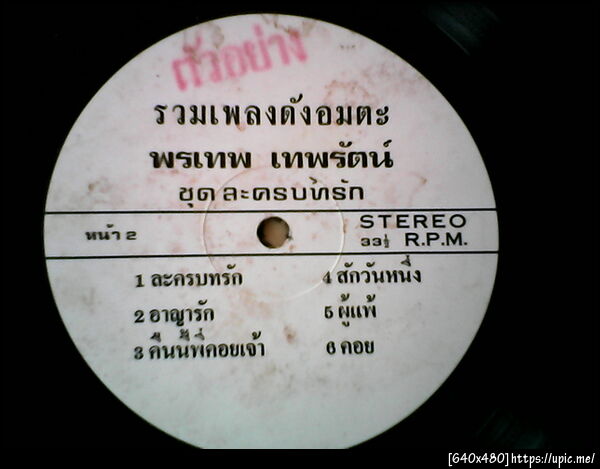 ตัวอย่าง
รวมเพลงดังอมตะ
พรเทพ เทพรัตน์
ชุด ละครบทรัก
หน้า 2
STEREO
33⅓ R.P.M.
1 ละครบทรัก
2 อาญารัก
3 คืนนี้พี่คอยเจ้า
4 สักวันหนึ่ง
5 ผู้แพ้
6 คอย
[640x480]https://upic.me/